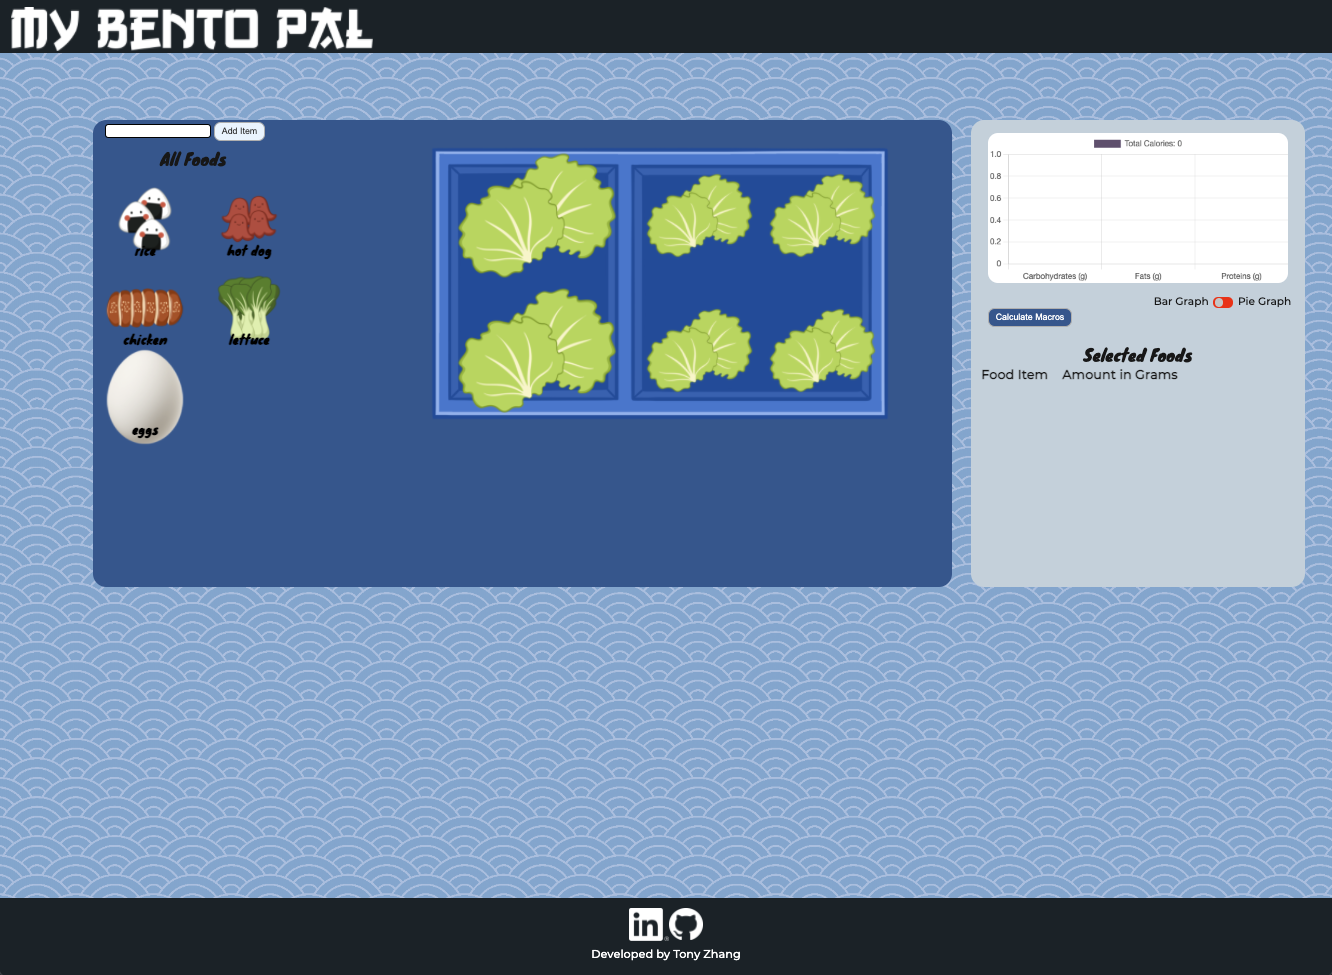 MY BENTO PAL
Add Item
All Foods
rice
hot dog
chicken
lettuce
eggs
Total Calories: 0
1.0
0.8
0.6
0.4
0.2
0
Carbohydrates (g) Fats (g) Proteins (g)
Bar Graph Pie Graph
Calculate Macros
Selected Foods
Food Item Amount in Grams
in
Developed by Tony Zhang